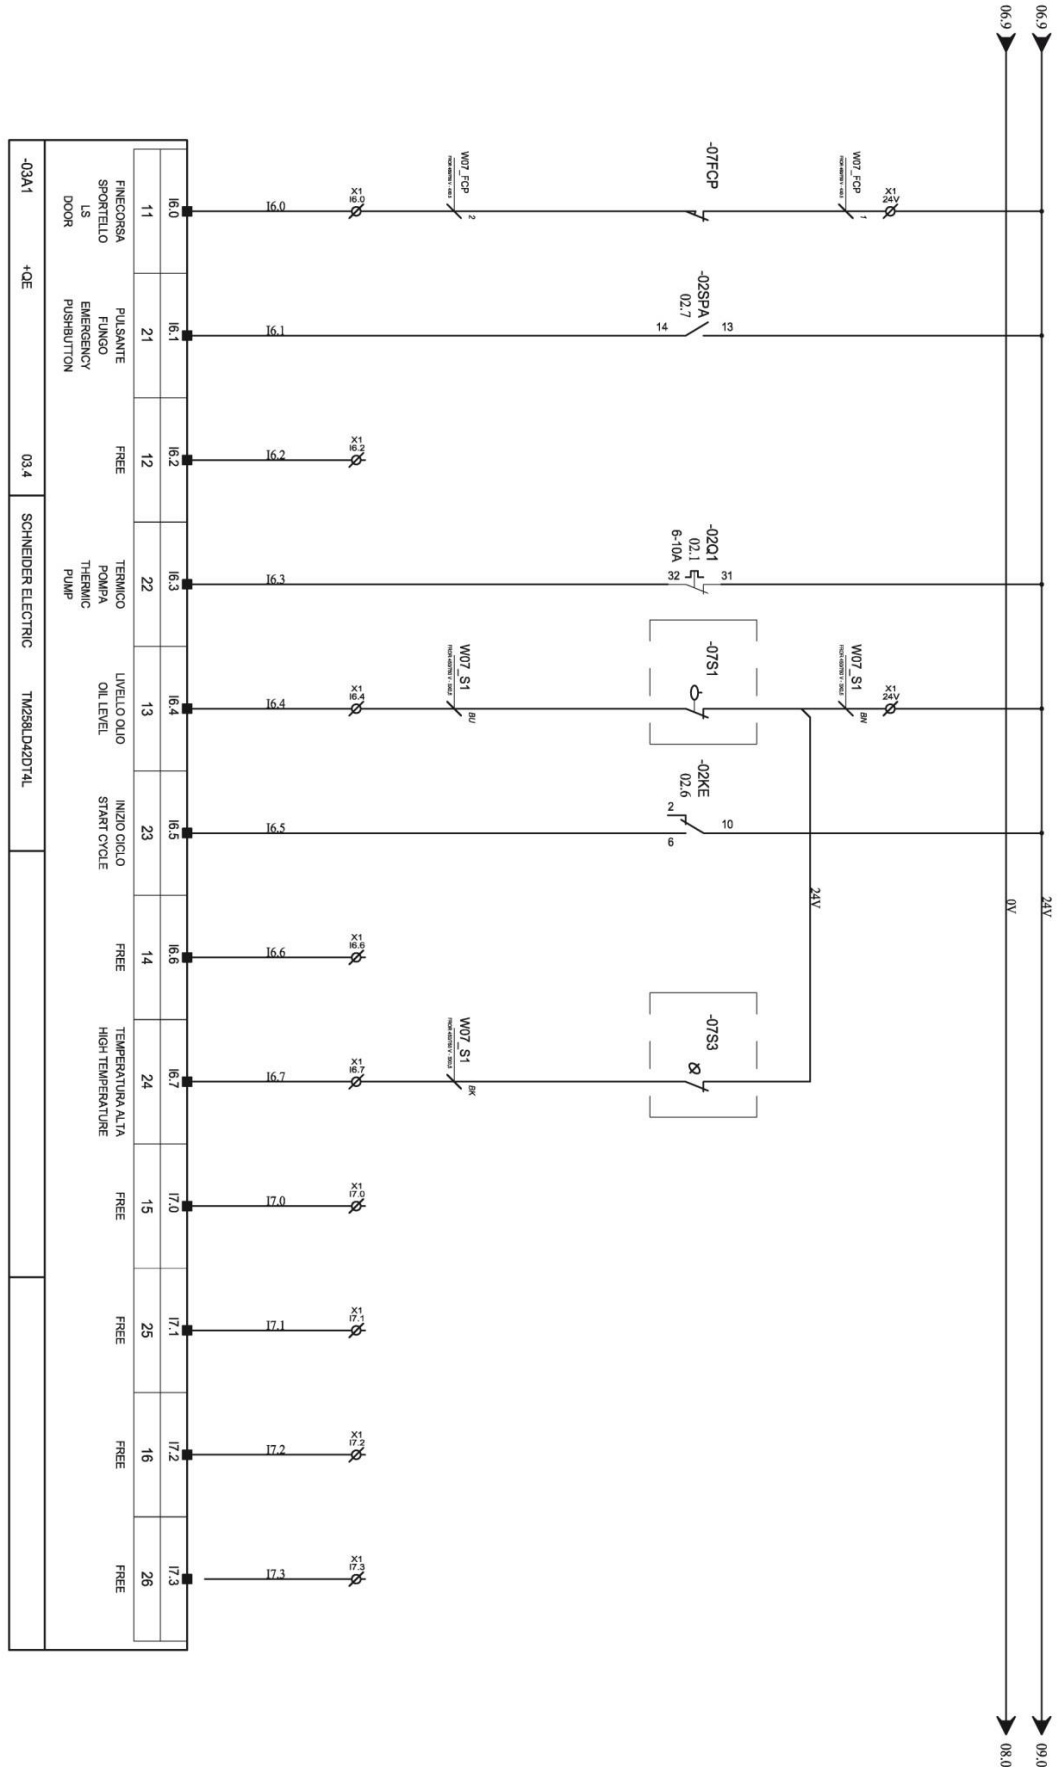 06.9
24V
09.0
06.9
0V
08.0
X1
24V
W07_FCP
1
-07FCP
W07_FCP
2
X1
I6.0
I6.0
-02SPA
02.7
13
14
I6.1
X1
I6.2
I6.2
-02Q1
02.1
6-10A
31
32
I6.3
X1
24V
W07_S1
BN
-07S1
W07_S1
BU
X1
I6.4
I6.4
24V
-02KE
02.6
10
2
6
I6.5
X1
I6.6
I6.6
-07S3
W07_S1
BK
X1
I6.7
I6.7
X1
I7.0
I7.0
X1
I7.1
I7.1
X1
I7.2
I7.2
X1
I7.3
I7.3
I6.0
11
FINECORSA
SPORTELLO
LS
DOOR
I6.1
21
PULSANTE
FUNGO
EMERGENCY
PUSHBUTTON
I6.2
12
FREE
I6.3
22
TERMICO
POMPA
THERMIC
PUMP
I6.4
13
LIVELLO OLIO
OIL LEVEL
I6.5
23
INIZIO CICLO
START CYCLE
I6.6
14
FREE
I6.7
24
TEMPERATURA ALTA
HIGH TEMPERATURE
I7.0
15
FREE
I7.1
25
FREE
I7.2
16
FREE
I7.3
26
FREE
-03A1
+QE
03.4
SCHNEIDER ELECTRIC
TM258LD42DT4L